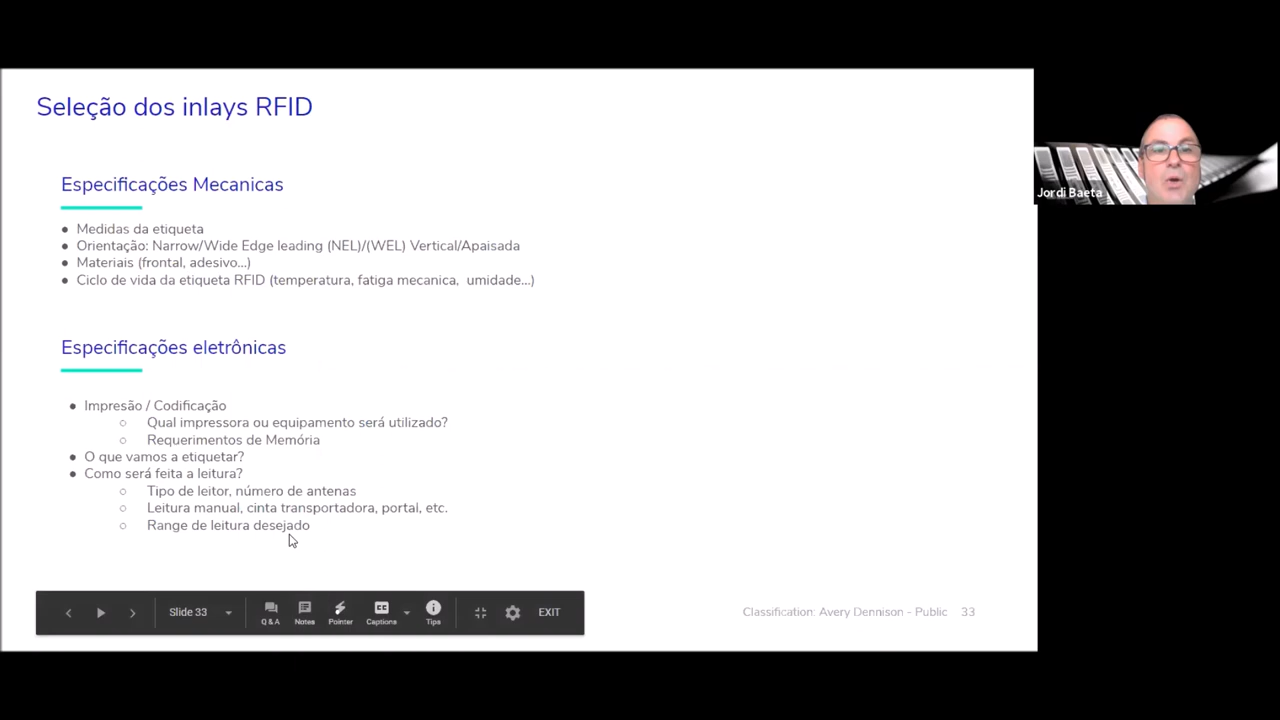 Seleção dos inlays RFID
Especificações Mecanicas
● Medidas da etiqueta
● Orientação: Narrow/Wide Edge leading (NEL)/(WEL) Vertical/Apaisada
● Materiais (frontal, adesivo...)
● Ciclo de vida da etiqueta RFID (temperatura, fatiga mecanica, umidade...)
Especificações eletrônicas
● Impresão / Codificação
○ Qual impressora ou equipamento será utilizado?
○ Requerimentos de Memória
● O que vamos a etiquetar?
● Como será feita a leitura?
○ Tipo de leitor, número de antenas
○ Leitura manual, cinta transportadora, portal, etc.
○ Range de leitura desejado
Slide 33
Q & A
Notes
Pointer
CC
Captions
Tips
EXIT
Classification: Avery Dennison - Public 33
Jordi Baeta